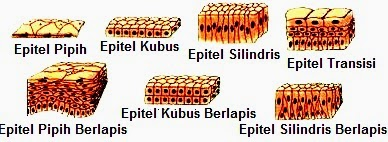 Epitel Pipih
Epitel Kubus
Epitel Silindris
Epitel Transisi
Epitel Pipih Berlapis
Epitel Kubus Berlapis
Epitel Silindris Berlapis